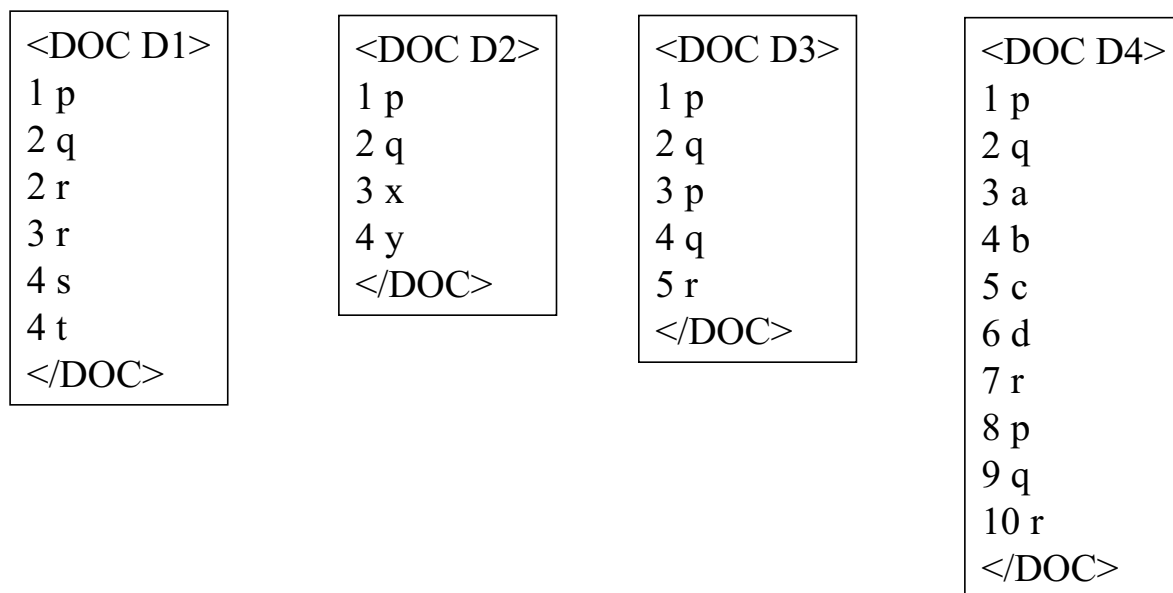 <DOC D1>
1 p
2 q
2 r
3 r
4 s
4 t
</DOC>
<DOC D2>
1 p
2 q
3 x
4 y
</DOC>
<DOC D3>
1 p
2 q
3 p
4 q
5 r
</DOC>
<DOC D4>
1 p
2 q
3 a
4 b
5 c
6 d
7 r
8 p
9 q
10 r
</DOC>